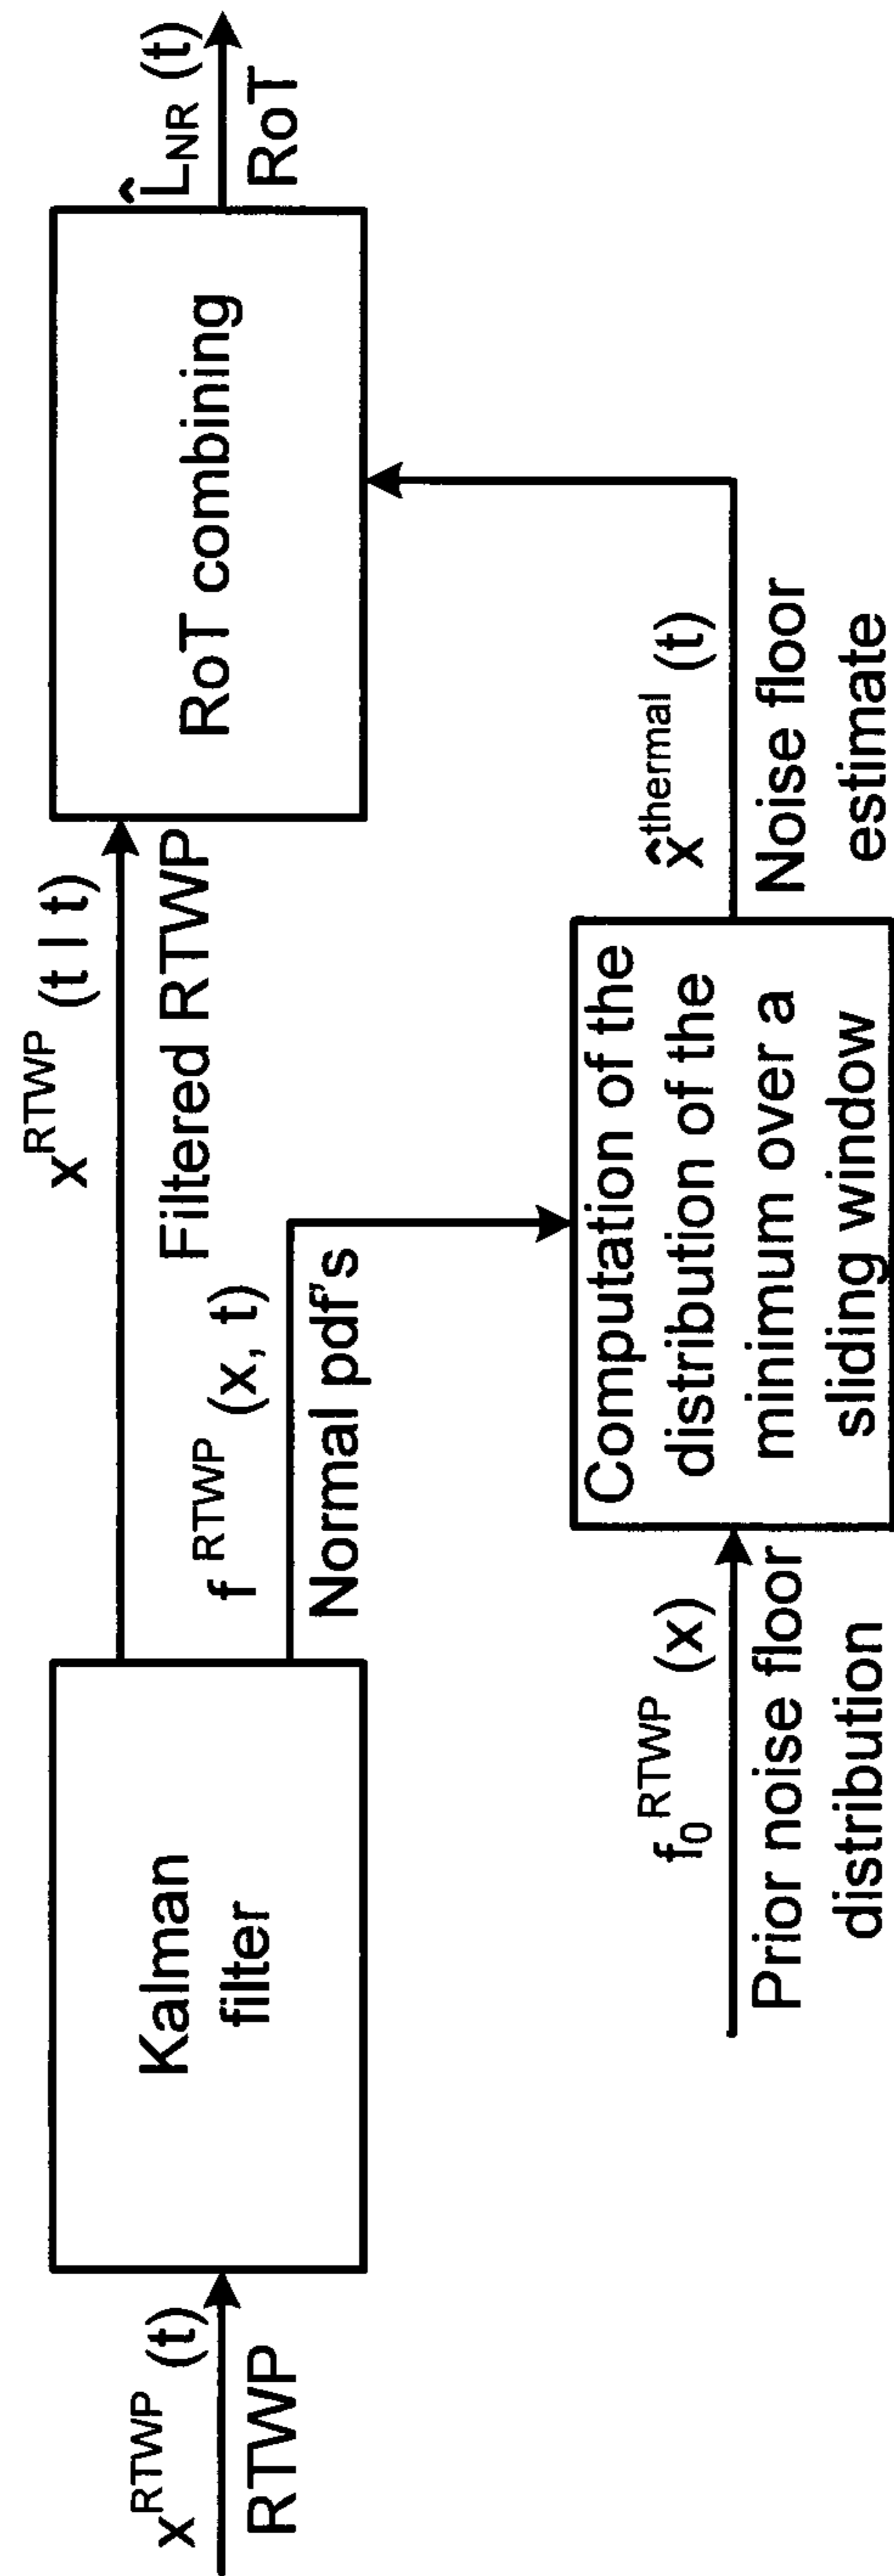 x^RTWP (t)
RTWP
Kalman
filter
x^RTWP (t | t)
Filtered RTWP
f^RTWP (x, t)
Normal pdf's
RoT combining
L̂_NR (t)
RoT
f_0^RTWP (x)
Prior noise floor
distribution
Computation of the
distribution of the
minimum over a
sliding window
x̂^thermal (t)
Noise floor
estimate